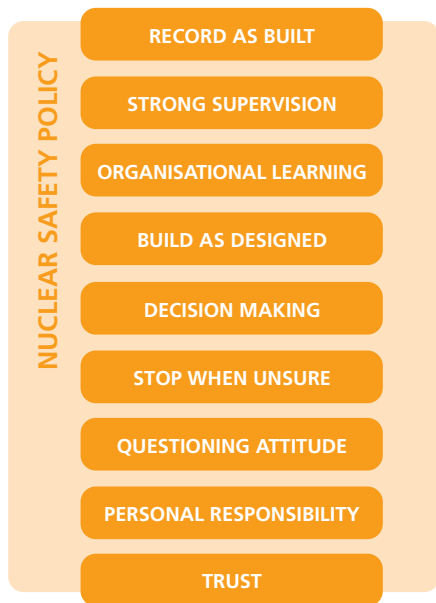 NUCLEAR SAFETY POLICY
RECORD AS BUILT
STRONG SUPERVISION
ORGANISATIONAL LEARNING
BUILD AS DESIGNED
DECISION MAKING
STOP WHEN UNSURE
QUESTIONING ATTITUDE
PERSONAL RESPONSIBILITY
TRUST